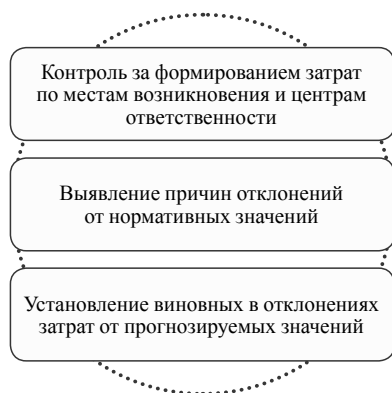 Контроль за формированием затрат
по местам возникновения и центрам
ответственности
Выявление причин отклонений
от нормативных значений
Установление виновных в отклонениях
затрат от прогнозируемых значений